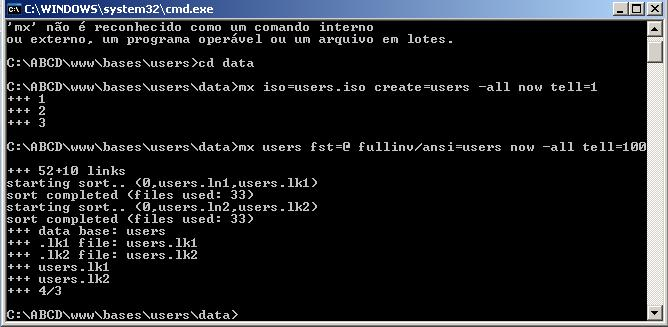 C:\WINDOWS\system32\cmd.exe
'mx' não é reconhecido como um comando interno
ou externo, um programa operável ou um arquivo em lotes.
C:\ABCD\www\bases\users>cd data
C:\ABCD\www\bases\users\data>mx iso=users.iso create=users -all now tell=1
+++ 1
+++ 2
+++ 3
C:\ABCD\www\bases\users\data>mx users fst=@ fullinv/ansi=users now -all tell=100
+++ 52+10 links
starting sort.. (0,users.ln1,users.lk1)
sort completed (files used: 33)
starting sort.. (0,users.ln2,users.lk2)
sort completed (files used: 33)
+++ data base: users
+++ .lk1 file: users.lk1
+++ .lk2 file: users.lk2
+++ users.lk1
+++ users.lk2
+++ 4/3
C:\ABCD\www\bases\users\data>